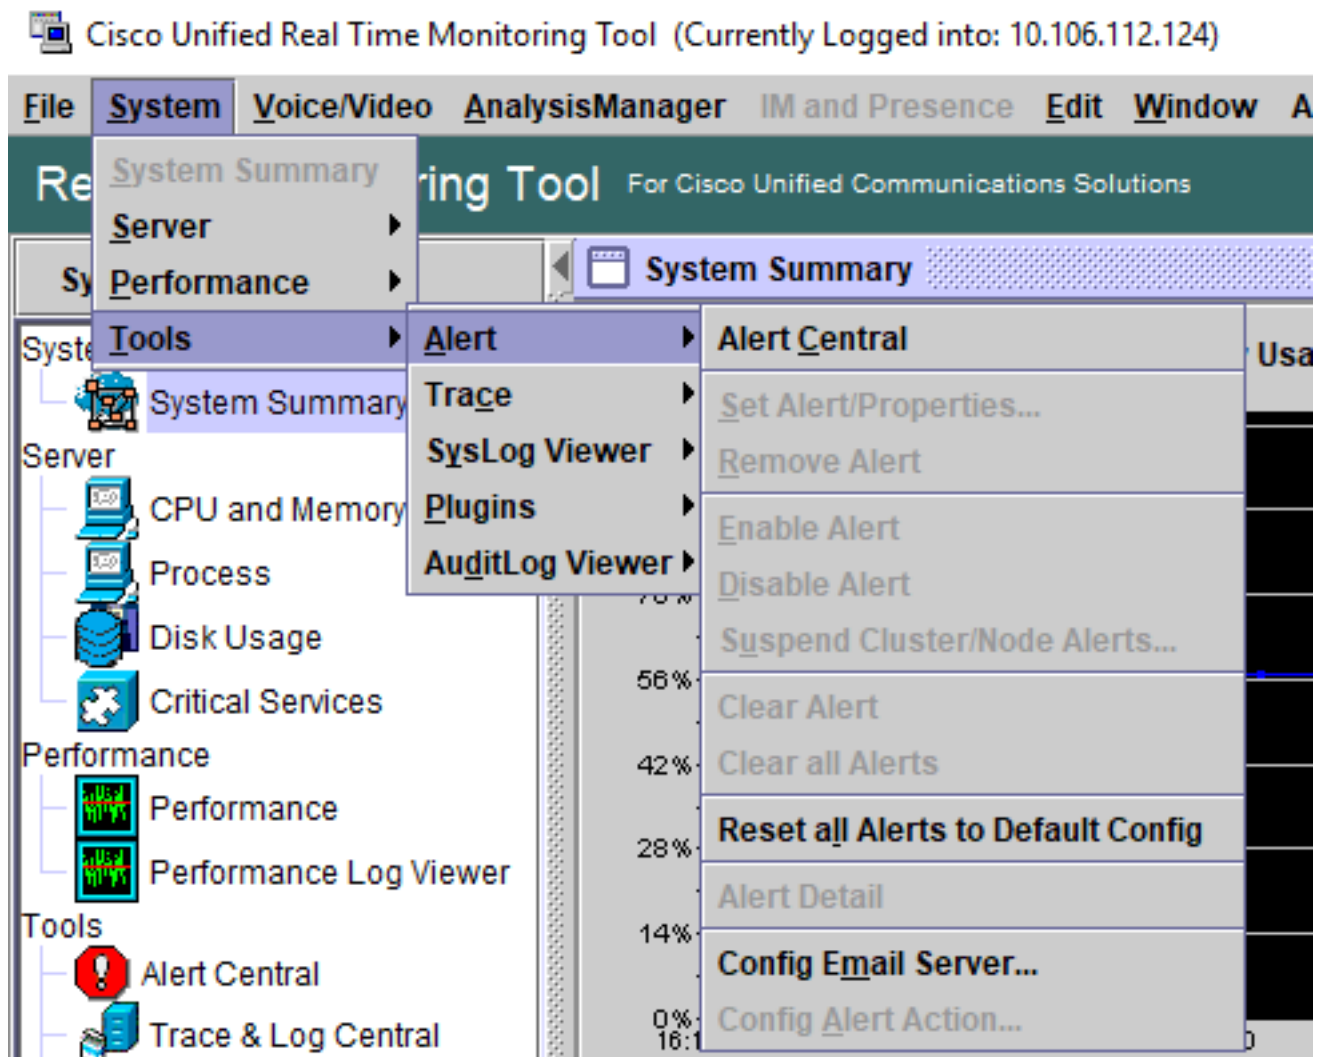 Cisco Unified Real Time Monitoring Tool (Currently Logged into: 10.106.112.124)
File System Voice/Video AnalysisManager IM and Presence Edit Window
ring Tool For Cisco Unified Communications Solutions
System Summary
Server
Performance
Tools
Alert
Trace
SysLog Viewer
Plugins
AuditLog Viewer
Alert Central
Set Alert/Properties...
Remove Alert
Enable Alert
Disable Alert
Suspend Cluster/Node Alerts...
Clear Alert
Clear all Alerts
Reset all Alerts to Default Config
Alert Detail
Config Email Server...
Config Alert Action...
System Summary
System Summary
Server
CPU and Memory
Process
Disk Usage
Critical Services
Performance
Performance
Performance Log Viewer
Tools
Alert Central
Trace & Log Central
56%
42%
28%
14%
0%